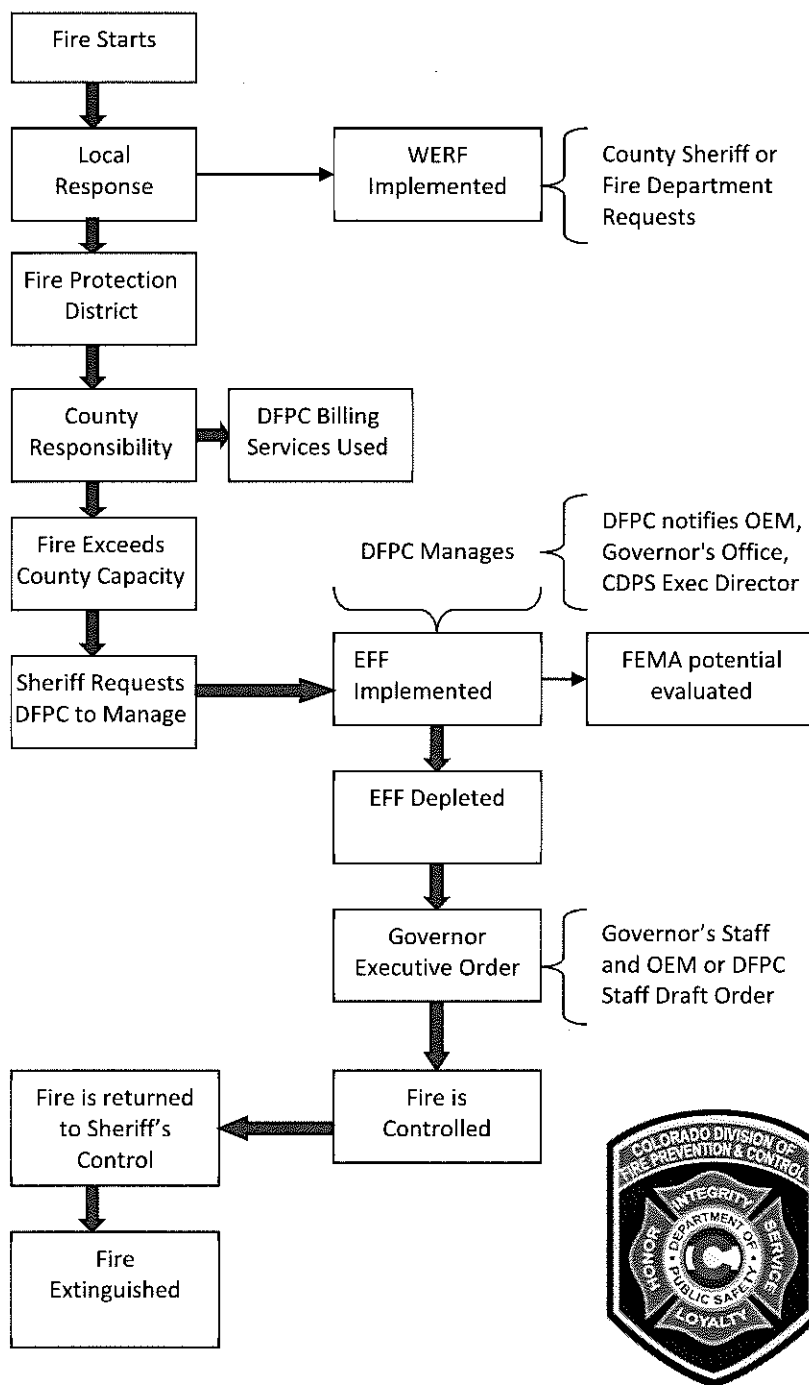 Fire Starts
Local
Response
WERF
Implemented
County Sheriff or
Fire Department
Requests
Fire Protection
District
County
Responsibility
DFPC Billing
Services Used
Fire Exceeds
County Capacity
DFPC Manages
DFPC notifies OEM,
Governor's Office,
CDPS Exec Director
Sheriff Requests
DFPC to Manage
EFF
Implemented
FEMA potential
evaluated
EFF Depleted
Governor
Executive Order
Governor’s Staff
and OEM or DFPC
Staff Draft Order
Fire is returned
to Sheriff’s
Control
Fire is
Controlled
Fire
Extinguished
COLORADO DIVISION OF
FIRE PREVENTION & CONTROL
INTEGRITY
HONOR
SERVICE
LOYALTY
DEPARTMENT OF
PUBLIC SAFETY